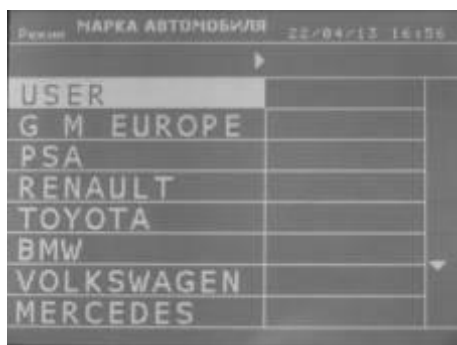 Режим МАРКА АВТОМОБИЛЯ 22/04/13 16:56
USER
G M EUROPE
PSA
RENAULT
TOYOTA
BMW
VOLKSWAGEN
MERCEDES